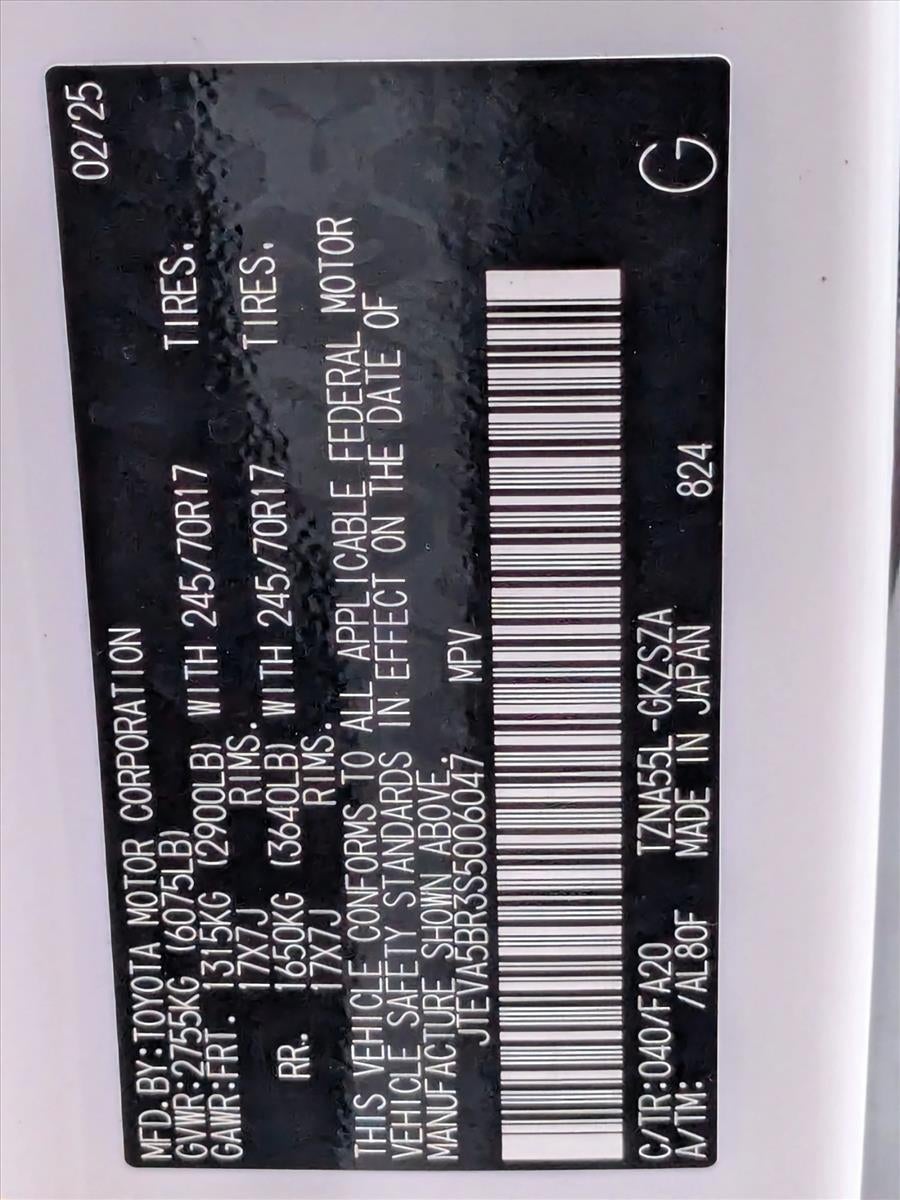 02/25
MFD.BY:TOYOTA MOTOR CORPORATION
GVWR:2755KG (6075LB)
GAWR:FRT. 1315KG (2900LB) WITH 245/70R17 TIRES.
17X7J RIMS.
RR. 1650KG (3640LB) WITH 245/70R17 TIRES.
17X7J RIMS.
THIS VEHICLE CONFORMS TO ALL APPLICABLE FEDERAL MOTOR
VEHICLE SAFETY STANDARDS IN EFFECT ON THE DATE OF
MANUFACTURE SHOWN ABOVE.
JTEVA5BR3S5006047 MPV
C/TR:040/FA20 TZNA55L-GKZSZA
A/TM: /AL80F MADE IN JAPAN 824 G